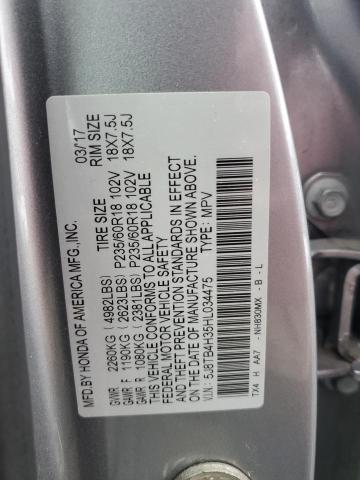 MFD.BY HONDA OF AMERICA MFG.,INC. 03/17
TIRE SIZE RIM SIZE
GVWR 2260KG (4982LBS)
GAWR F 1190KG (2623LBS) P235/60R18 102V 18X7.5J
GAWR R 1080KG (2381LBS) P235/60R18 102V 18X7.5J
THIS VEHICLE CONFORMS TO ALL APPLICABLE
FEDERAL MOTOR VEHICLE SAFETY
AND THEFT PREVENTION STANDARDS IN EFFECT
ON THE DATE OF MANUFACTURE SHOWN ABOVE.
V.I.N.: 5J8TB4H35HL034475 TYPE: MPV
TX4 H AA7 - NH830MX - B - L